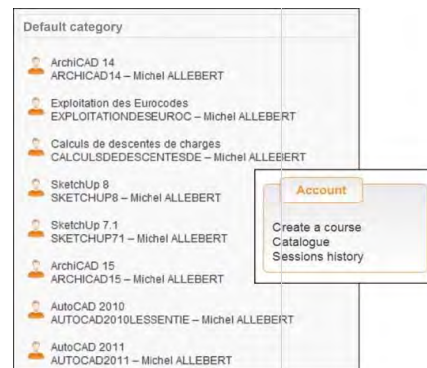 Default category
ArchiCAD 14
ARCHICAD14 – Michel ALLEBERT
Exploitation des Eurocodes
EXPLOITATIONDESEUROC – Michel ALLEBERT
Calculs de descentes de charges
CALCULSDEDESCENTESDE – Michel ALLEBERT
SketchUp 8
SKETCHUP8 – Michel ALLEBERT
SketchUp 7.1
SKETCHUP71 – Michel ALLEBERT
ArchiCAD 15
ARCHICAD15 – Michel ALLEBERT
AutoCAD 2010
AUTOCAD2010LESSENTIE – Michel ALLEBERT
AutoCAD 2011
AUTOCAD2011 – Michel ALLEBERT
Account
Create a course
Catalogue
Sessions history